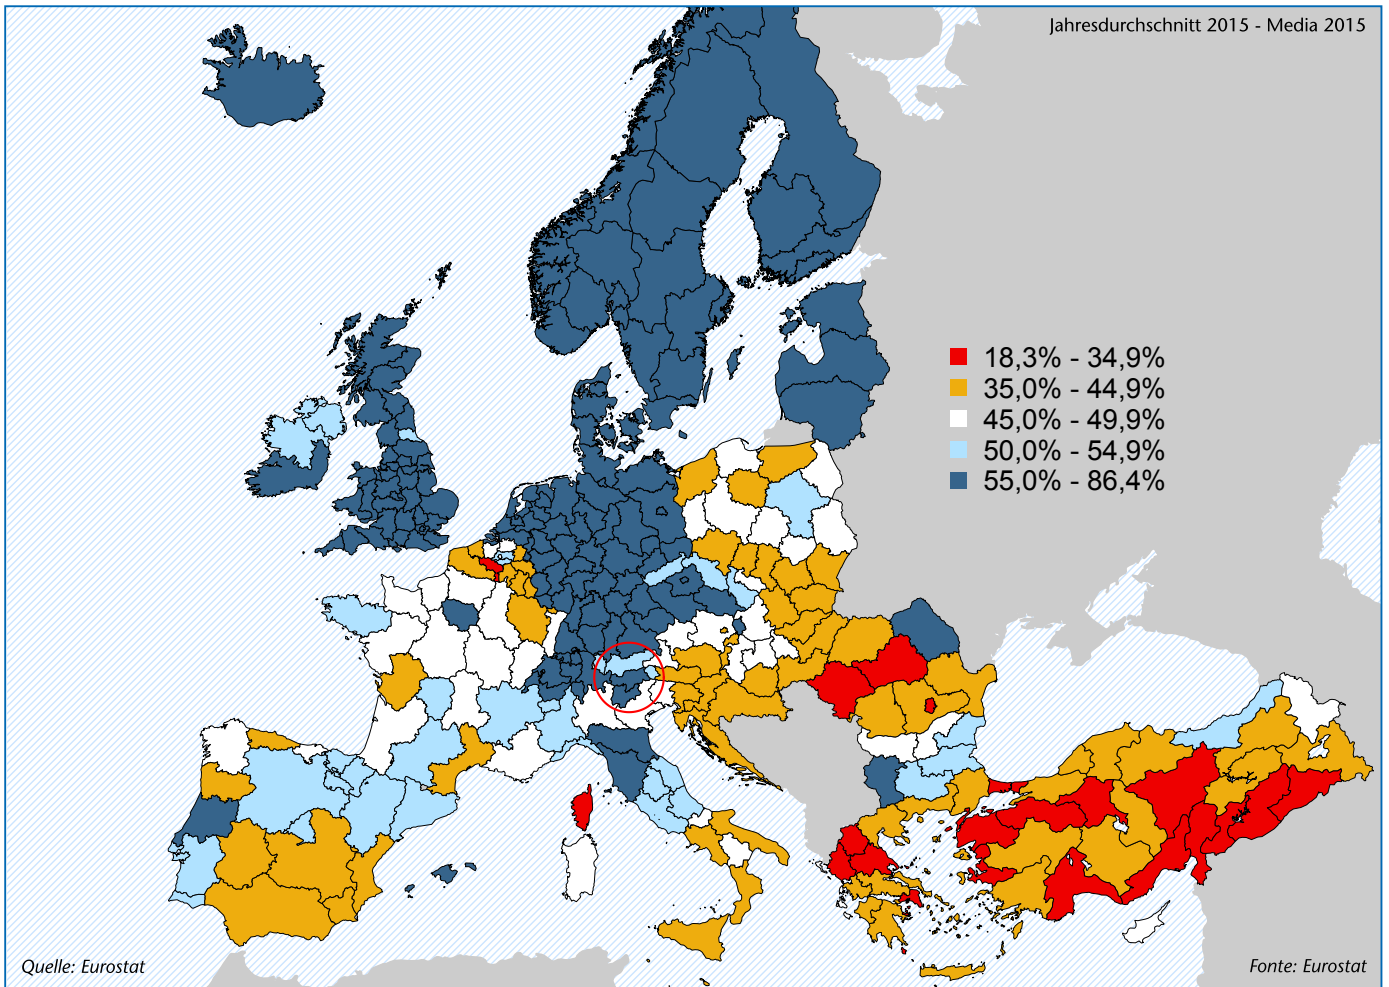 Jahresdurchschnitt 2015 - Media 2015
18,3% - 34,9%
35,0% - 44,9%
45,0% - 49,9%
50,0% - 54,9%
55,0% - 86,4%
Quelle: Eurostat
Fonte: Eurostat